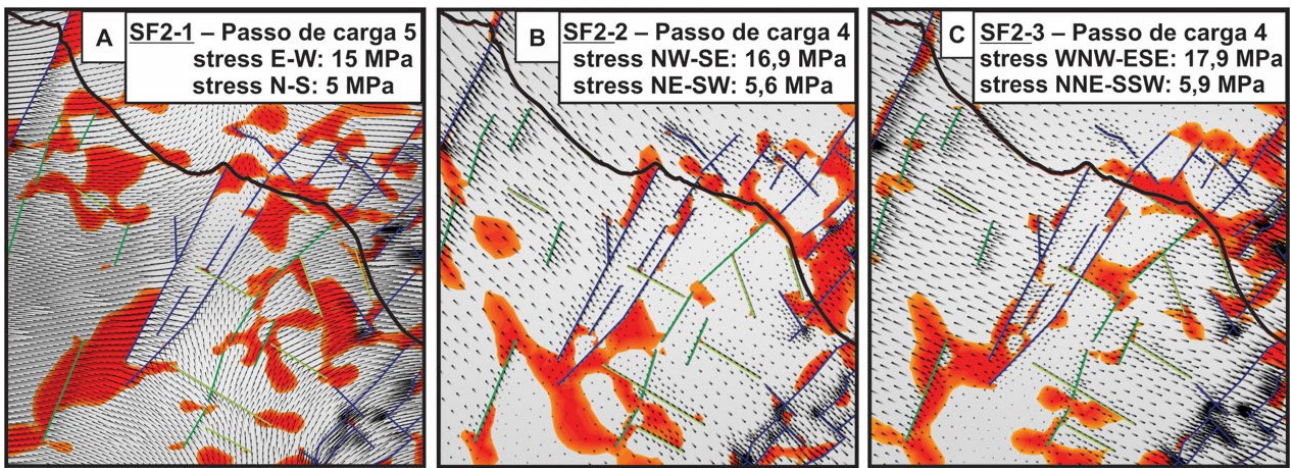 A
SF2-1 – Passo de carga 5
stress E-W: 15 MPa
stress N-S: 5 MPa
B
SF2-2 – Passo de carga 4
stress NW-SE: 16,9 MPa
stress NE-SW: 5,6 MPa
C
SF2-3 – Passo de carga 4
stress WNW-ESE: 17,9 MPa
stress NNE-SSW: 5,9 MPa